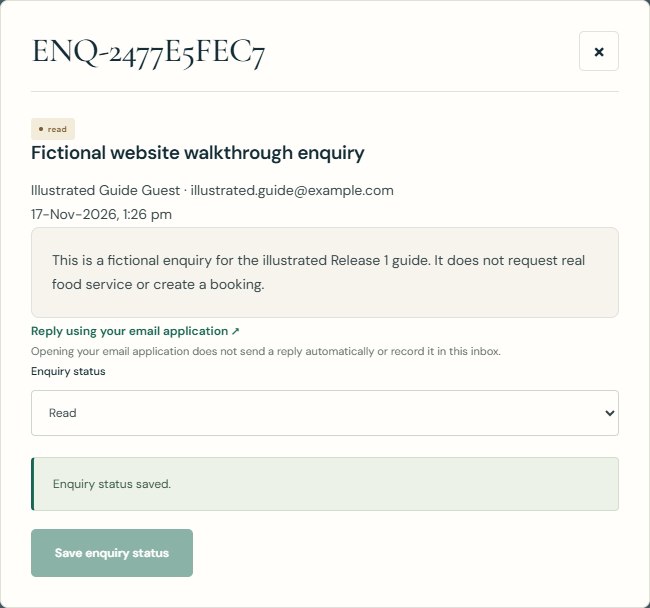 ENQ-2477E5FEC7
×
read
Fictional website walkthrough enquiry
Illustrated Guide Guest · illustrated.guide@example.com
17-Nov-2026, 1:26 pm
This is a fictional enquiry for the illustrated Release 1 guide. It does not request real
food service or create a booking.
Reply using your email application ↗
Opening your email application does not send a reply automatically or record it in this inbox.
Enquiry status
Read
Enquiry status saved.
Save enquiry status